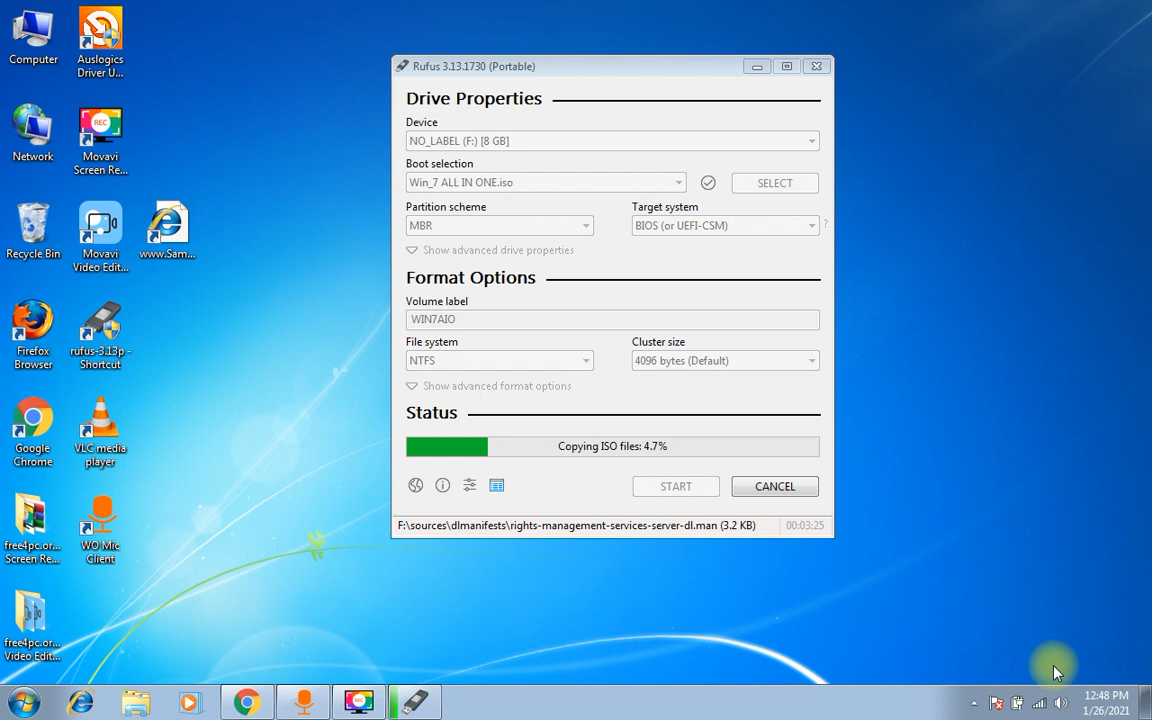 Computer
Auslogics
Driver U...
Network
REC
Movavi
Screen Re...
Recycle Bin
Movavi
Video Edit...
www.Sam...
Firefox
Browser
rufus-3.13p -
Shortcut
Google
Chrome
VLC media
player
free4pc.or...
Screen Re...
WO Mic
Client
free4pc.or...
Video Edit...
Rufus 3.13.1730 (Portable)
Drive Properties
Device
NO_LABEL (F:) [8 GB]
Boot selection
Win_7 ALL IN ONE.iso
SELECT
Partition scheme
Target system
MBR
BIOS (or UEFI-CSM)
?
Show advanced drive properties
Format Options
Volume label
WIN7AIO
File system
Cluster size
NTFS
4096 bytes (Default)
Show advanced format options
Status
Copying ISO files: 4.7%
START
CANCEL
F:\sources\dlmanifests\rights-management-services-server-dl.man (3.2 KB)
00:03:25
REC
12:48 PM
1/26/2021